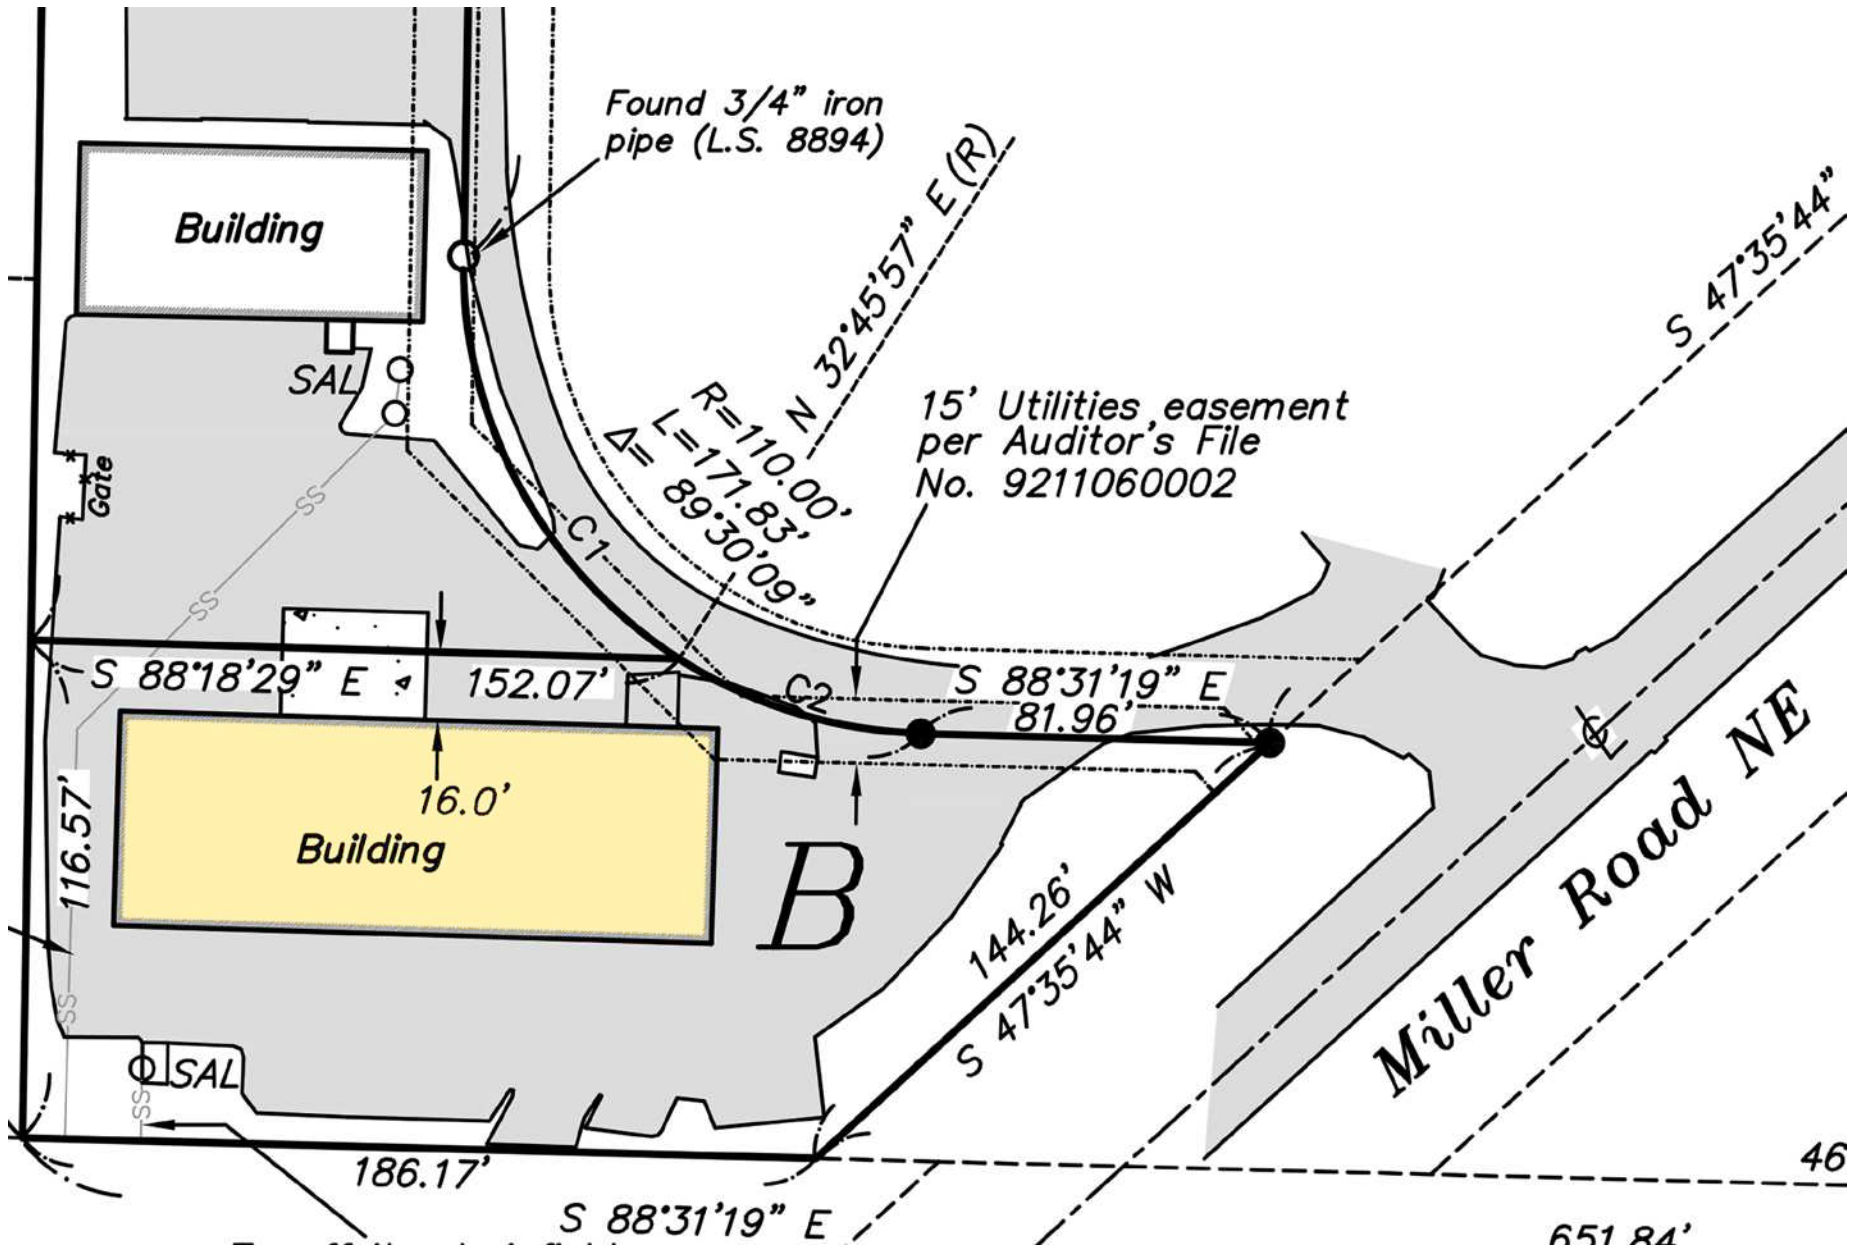 Found 3/4" iron
pipe (L.S. 8894)
Building
N 32°45'57" E (R)
S 47°35'44"
SAL
R=110.00'
L=171.83'
Δ= 89°30'09"
15' Utilities easement
per Auditor's File
No. 9211060002
Gate
SS
C1
SS
S 88°18'29" E
152.07'
C2
S 88°31'19" E
81.96'
16.0'
Building
116.57'
B
144.26'
S 47°35'44" W
Miller Road NE
SS
SAL
SS
186.17'
S 88°31'19" E
46
651.84'